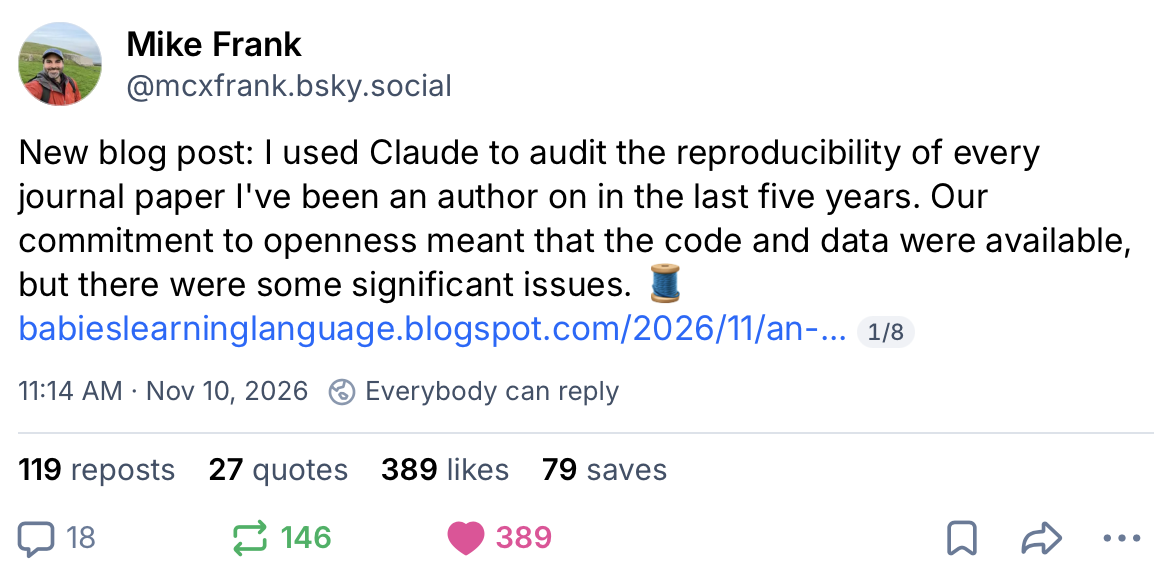 Mike Frank
@mcxfrank.bsky.social
New blog post: I used Claude to audit the reproducibility of every
journal paper I've been an author on in the last five years. Our
commitment to openness meant that the code and data were available,
but there were some significant issues. 🧵
babieslearninglanguage.blogspot.com/2026/11/an-... 1/8
11:14 AM · Nov 10, 2026 Everybody can reply
119 reposts 27 quotes 389 likes 79 saves
18 146 389